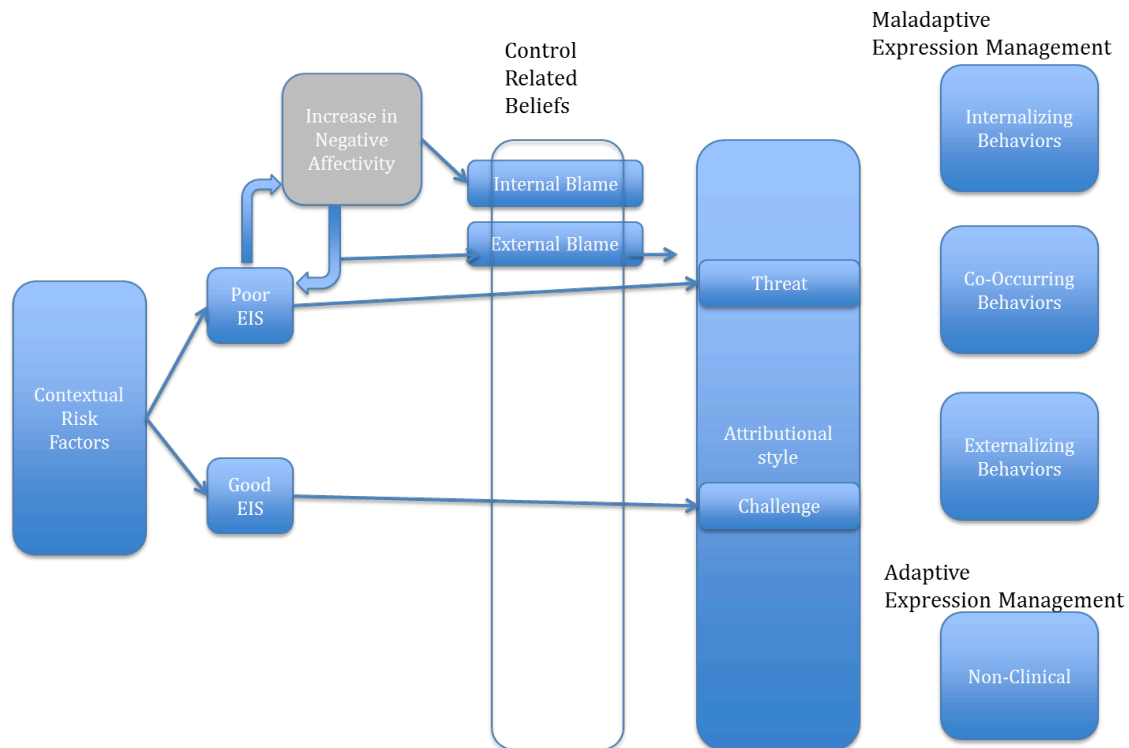 Maladaptive
Expression Management
Control
Related
Beliefs
Increase in
Negative
Affectivity
Internalizing
Behaviors
Internal Blame
External Blame
Poor
EIS
Threat
Co-Occurring
Behaviors
Contextual
Risk
Factors
Attributional
style
Externalizing
Behaviors
Good
EIS
Challenge
Adaptive
Expression Management
Non-Clinical